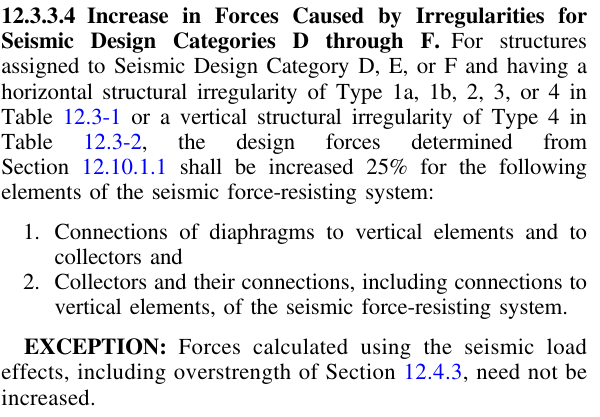 12.3.3.4 Increase in Forces Caused by Irregularities for
Seismic Design Categories D through F. For structures
assigned to Seismic Design Category D, E, or F and having a
horizontal structural irregularity of Type 1a, 1b, 2, 3, or 4 in
Table 12.3-1 or a vertical structural irregularity of Type 4 in
Table 12.3-2, the design forces determined from
Section 12.10.1.1 shall be increased 25% for the following
elements of the seismic force-resisting system:
1. Connections of diaphragms to vertical elements and to
collectors and
2. Collectors and their connections, including connections to
vertical elements, of the seismic force-resisting system.
EXCEPTION: Forces calculated using the seismic load
effects, including overstrength of Section 12.4.3, need not be
increased.